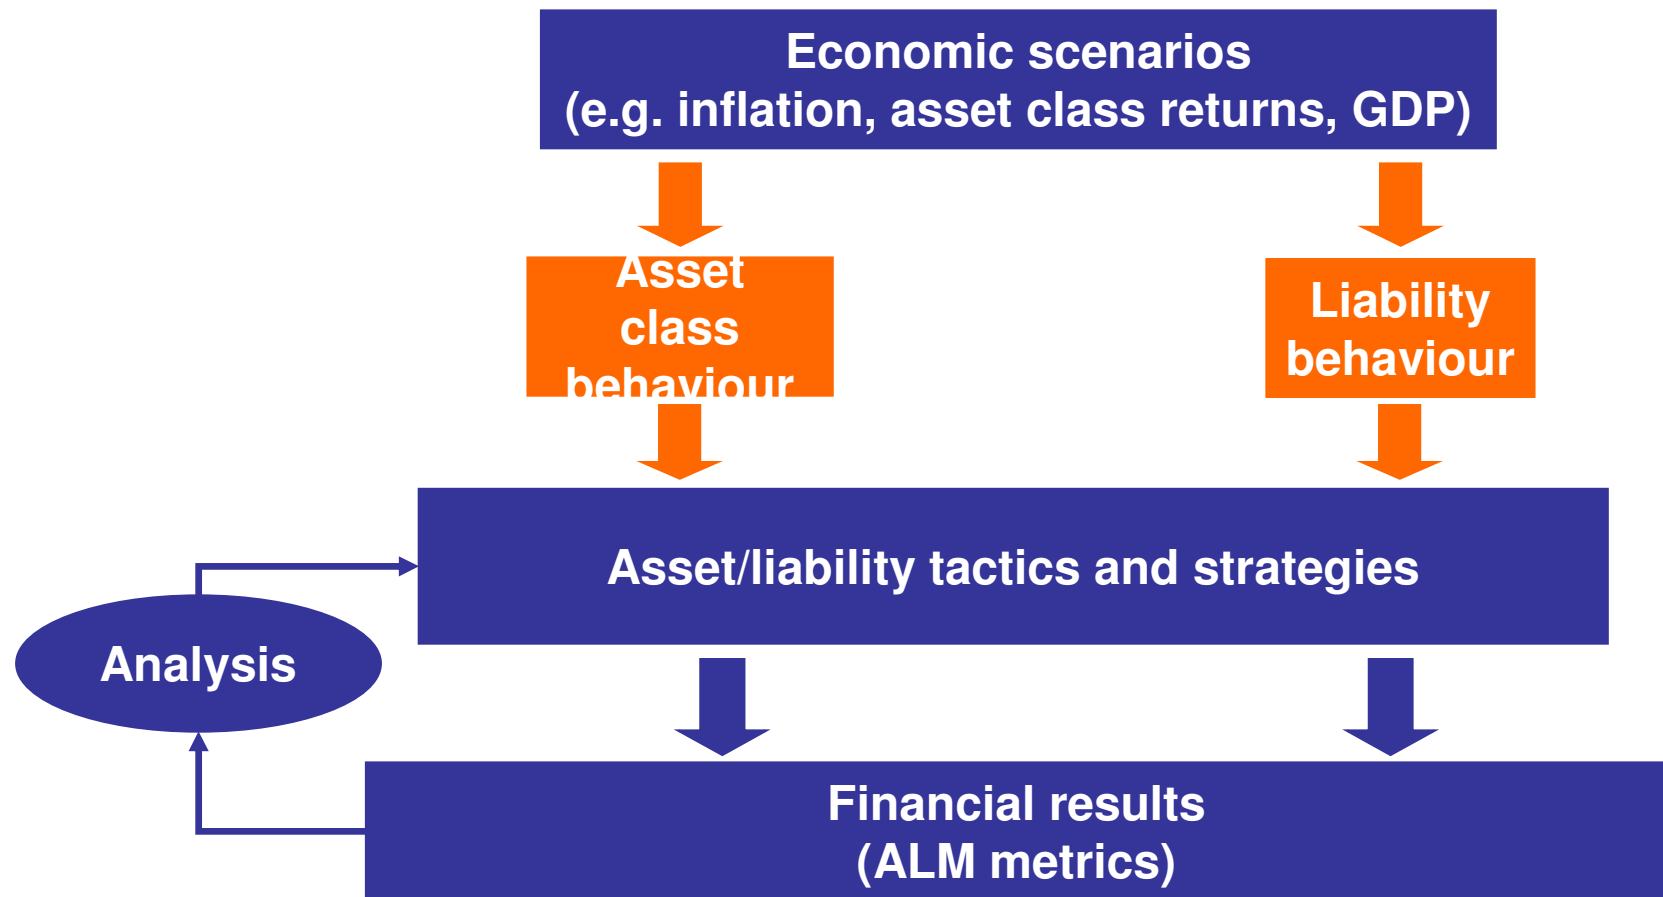 Economic scenarios
(e.g. inflation, asset class returns, GDP)
Asset
class
behaviour
Liability
behaviour
Asset/liability tactics and strategies
Analysis
Financial results
(ALM metrics)